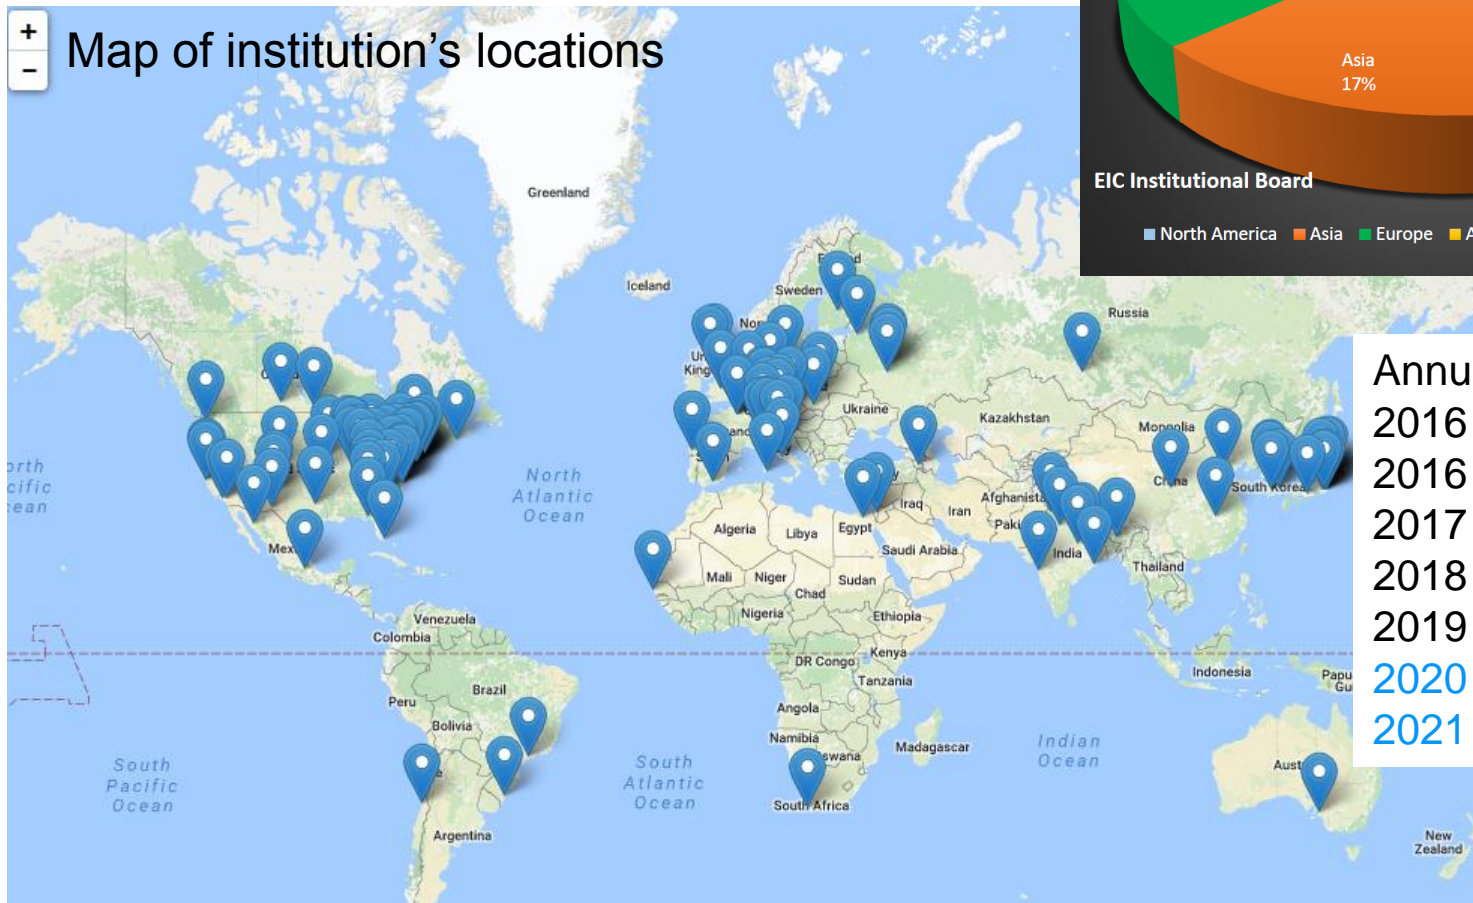 +
−
Map of institution's locations
Asia
17%
EIC Institutional Board
North America
Asia
Europe
A
Annu
2016
2016
2017
2018
2019
2020
2021
Greenland
Iceland
Sweden
Russia
Ukraine
Kazakhstan
Mongolia
South Korea
Iraq
Iran
Algeria
Libya
Egypt
Saudi Arabia
India
Thailand
Mali
Niger
Chad
Sudan
Nigeria
Ethiopia
DR Congo
Kenya
Tanzania
Angola
Namibia
Madagascar
South Africa
Indonesia
New
Zealand
Venezuela
Colombia
Brazil
Peru
Bolivia
Argentina
North
Atlantic
Ocean
South
Pacific
Ocean
South
Atlantic
Ocean
Indian
Ocean